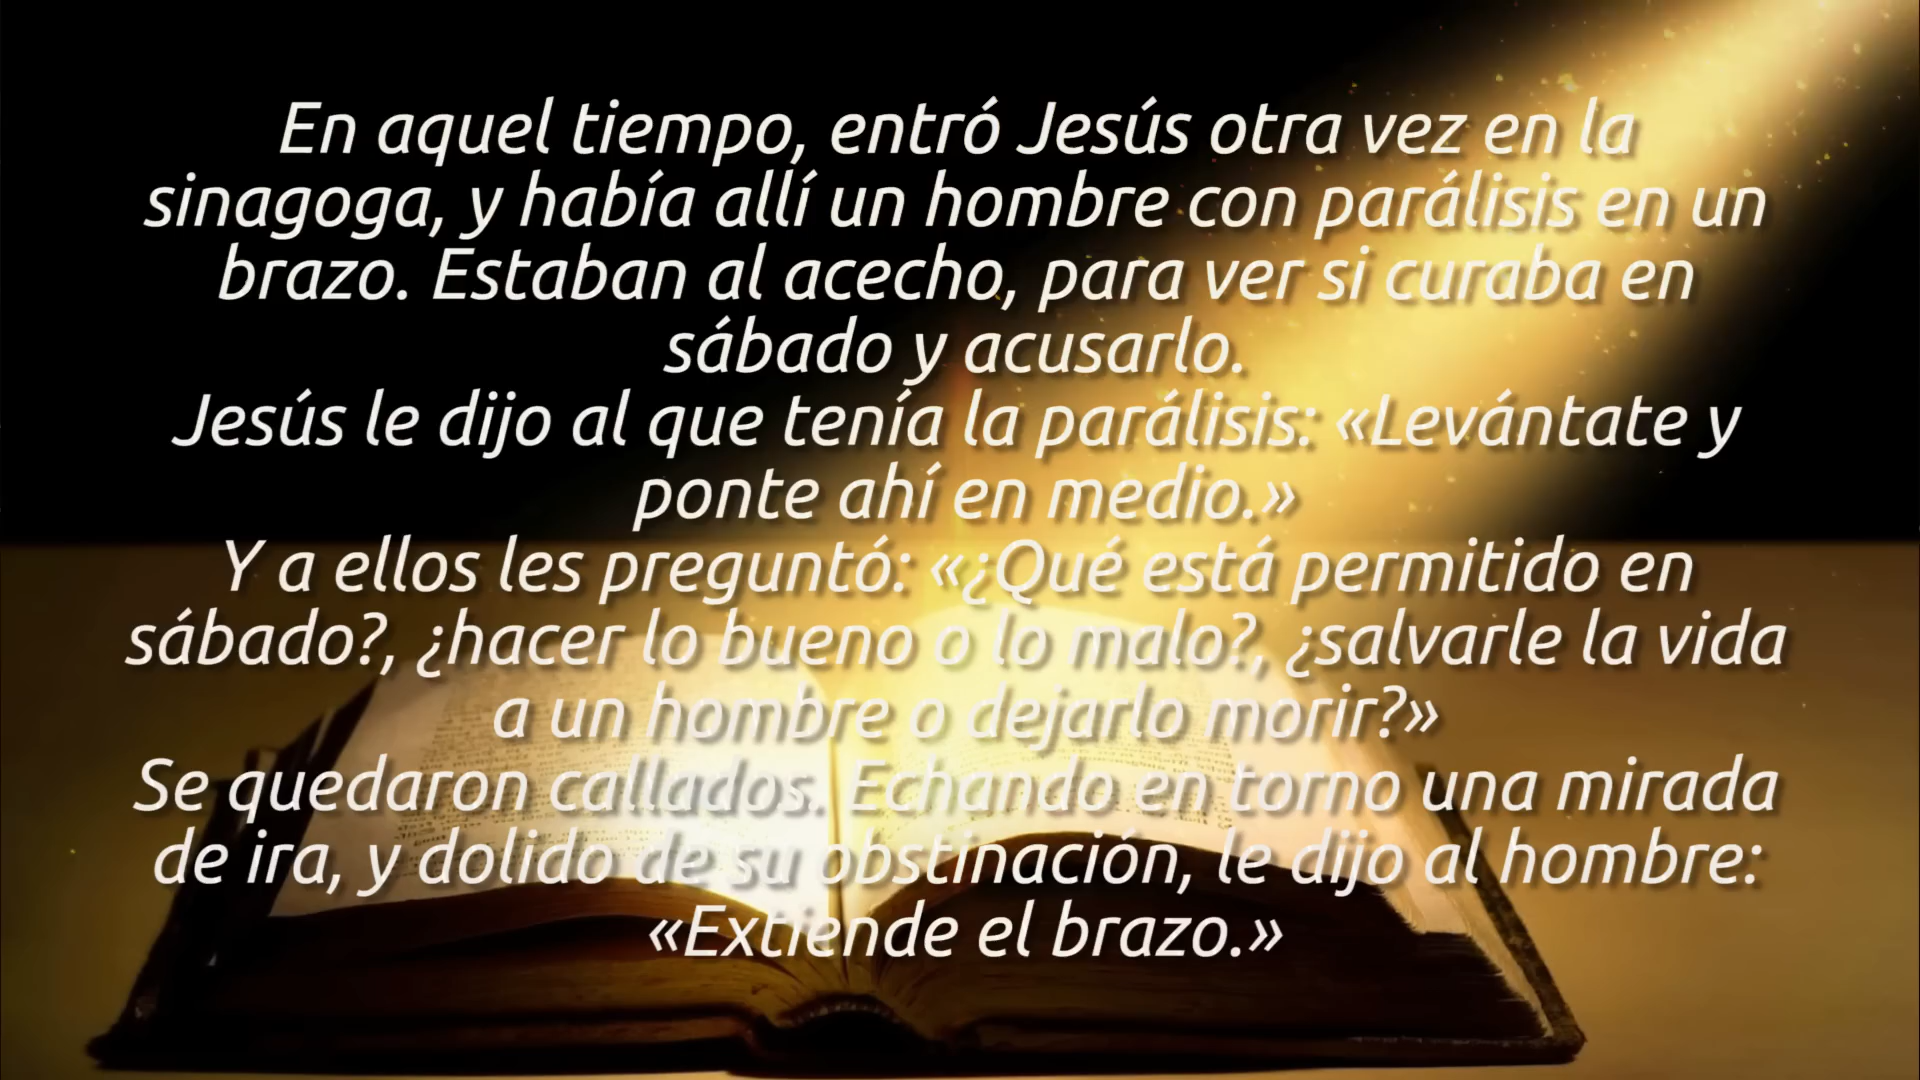 En aquel tiempo, entró Jesús otra vez en la
sinagoga, y había allí un hombre con parálisis en un
brazo. Estaban al acecho, para ver si curaba en
sábado y acusarlo.
Jesús le dijo al que tenía la parálisis: «Levántate y
ponte ahí en medio.»
Y a ellos les preguntó: «¿Qué está permitido en
sábado?, ¿hacer lo bueno o lo malo?, ¿salvarle la vida
a un hombre o dejarlo morir?»
Se quedaron callados. Echando en torno una mirada
de ira, y dolido de su obstinación, le dijo al hombre:
«Extiende el brazo.»